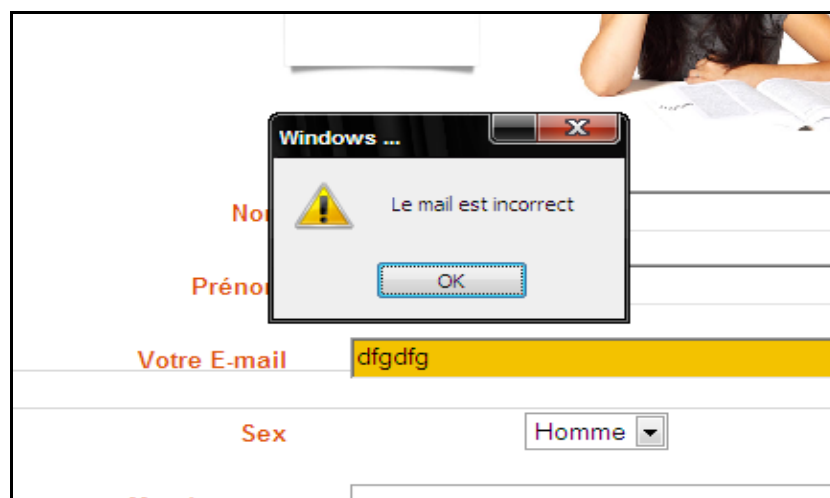 Windows ...
Le mail est incorrect
OK
Votre E-mail
dfgdfg
Sex
Homme